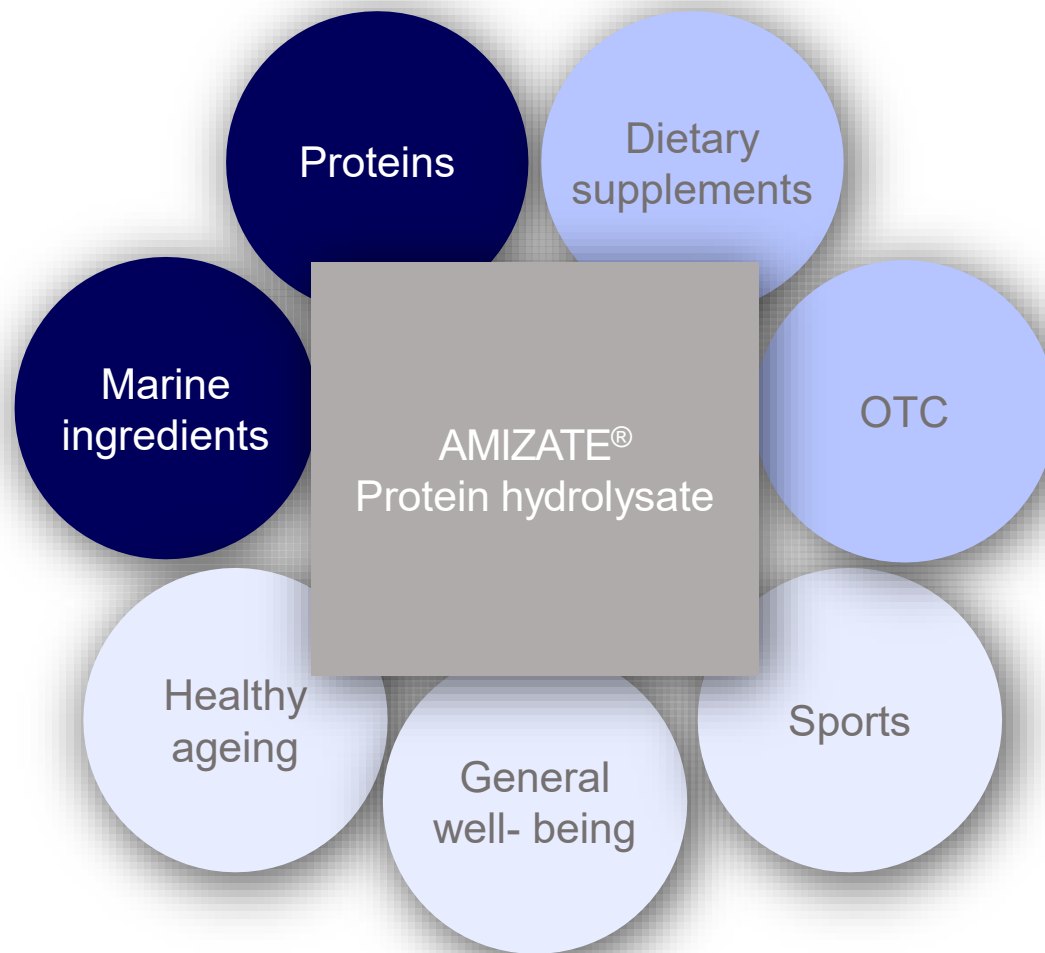 Proteins
Dietary
supplements
Marine
ingredients
AMIZATE®
Protein hydrolysate
OTC
Healthy
ageing
General
well- being
Sports